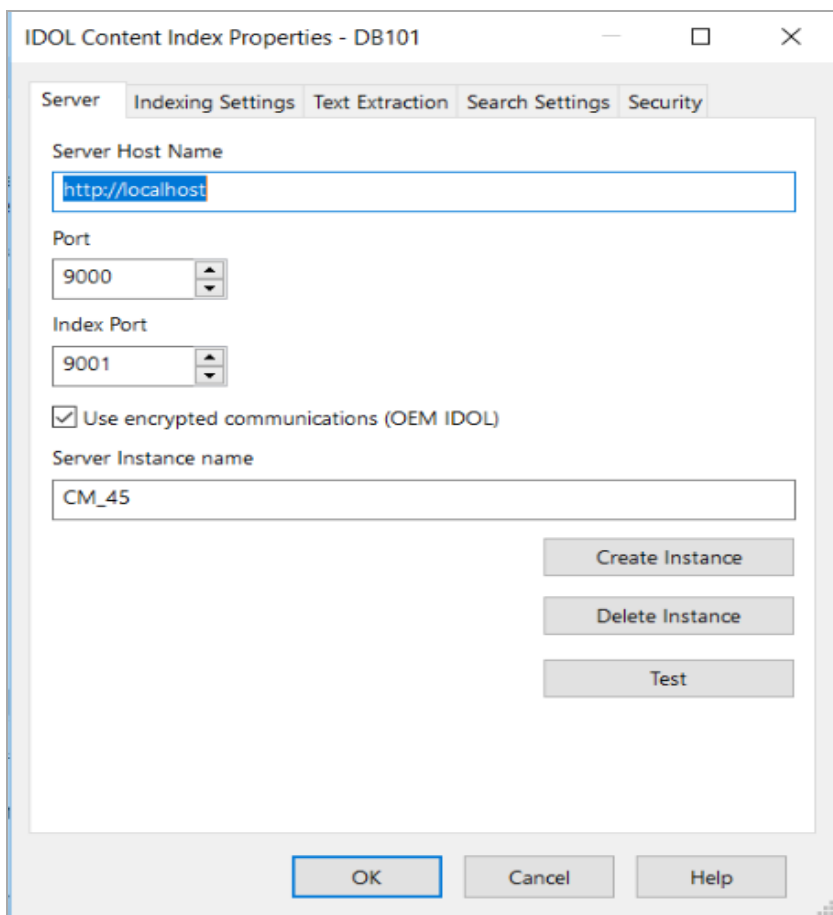 IDOL Content Index Properties - DB101
Server Indexing Settings Text Extraction Search Settings Security
Server Host Name
http://localhost
Port
9000
Index Port
9001
Use encrypted communications (OEM IDOL)
Server Instance name
CM_45
Create Instance
Delete Instance
Test
OK Cancel Help